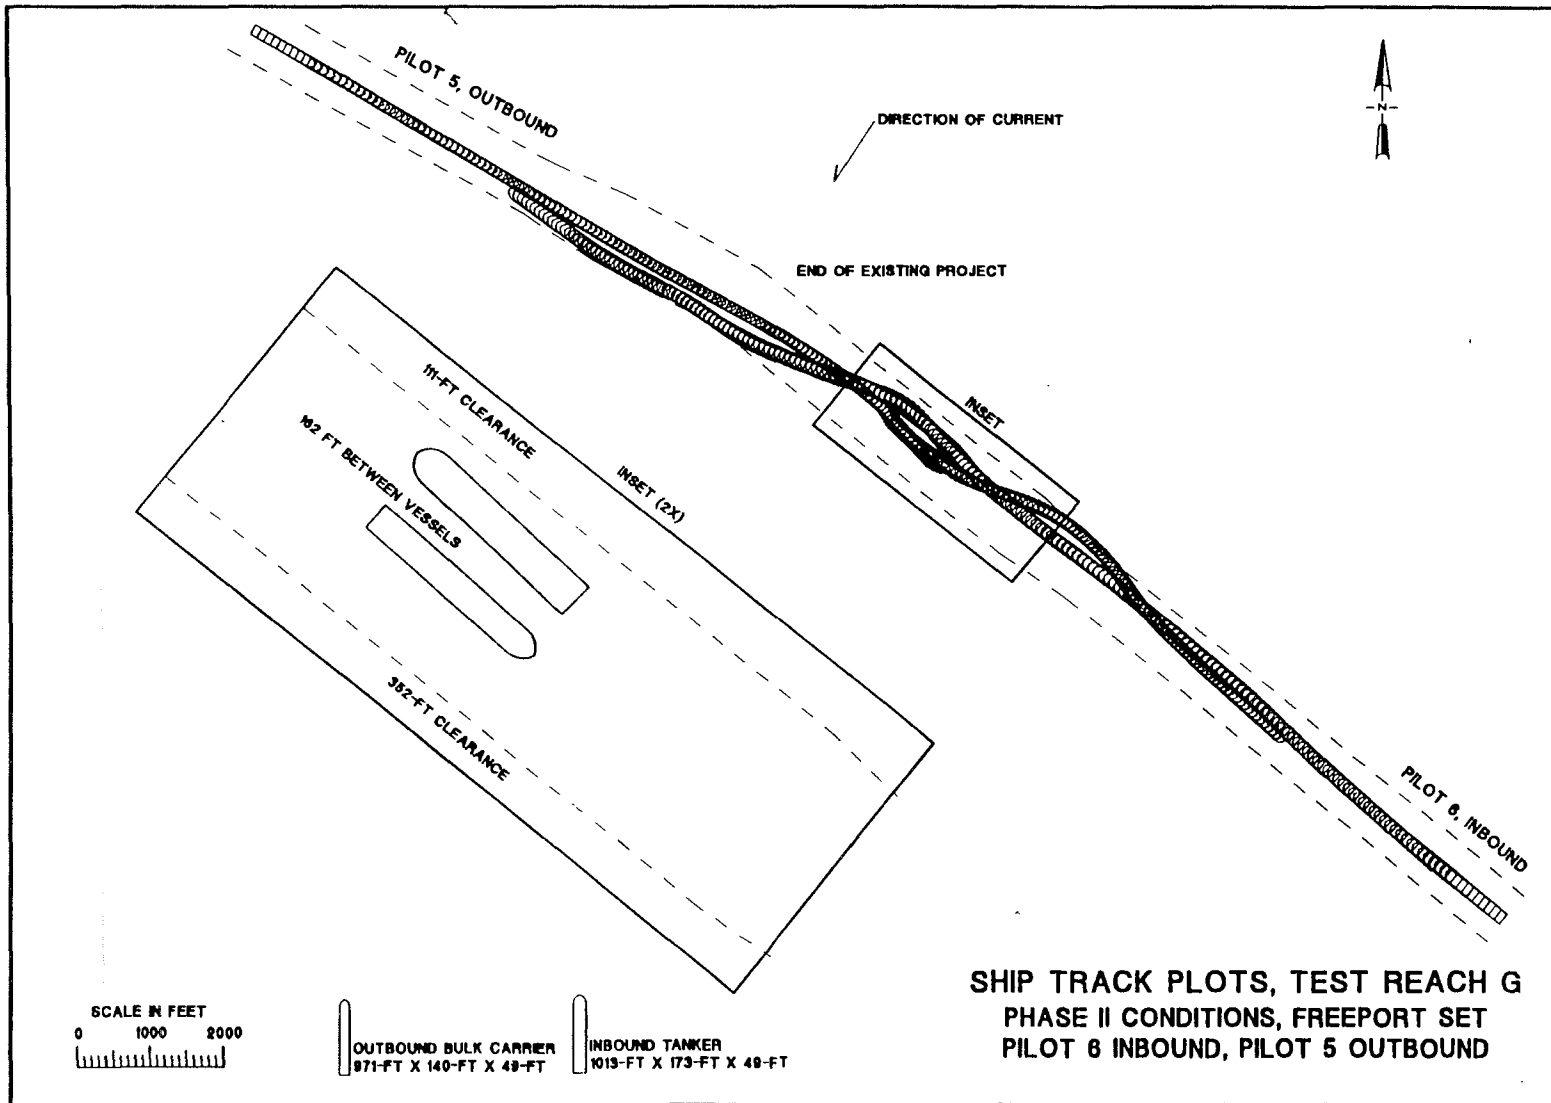 PILOT 5, OUTBOUND
DIRECTION OF CURRENT
-N-
END OF EXISTING PROJECT
INSET
111-FT CLEARANCE
182 FT BETWEEN VESSELS
INSET (2X)
352-FT CLEARANCE
PILOT 6, INBOUND
SCALE IN FEET
0 1000 2000
OUTBOUND BULK CARRIER
971-FT X 140-FT X 49-FT
INBOUND TANKER
1013-FT X 173-FT X 49-FT
SHIP TRACK PLOTS, TEST REACH G
PHASE II CONDITIONS, FREEPORT SET
PILOT 6 INBOUND, PILOT 5 OUTBOUND